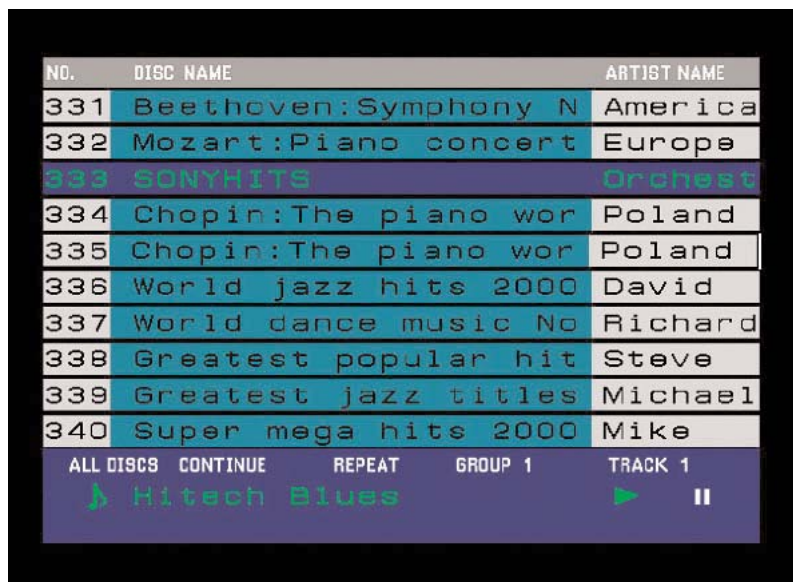 NO. DISC NAME ARTIST NAME
331 Beethoven:Symphony N America
332 Mozart:Piano concert Europe
333 SONYHITS Orchest
334 Chopin:The piano wor Poland
335 Chopin:The piano wor Poland
336 World jazz hits 2000 David
337 World dance music No Richard
338 Greatest popular hit Steve
339 Greatest jazz titles Michael
340 Super mega hits 2000 Mike
ALL DISCS CONTINUE REPEAT GROUP 1 TRACK 1
Hitech Blues